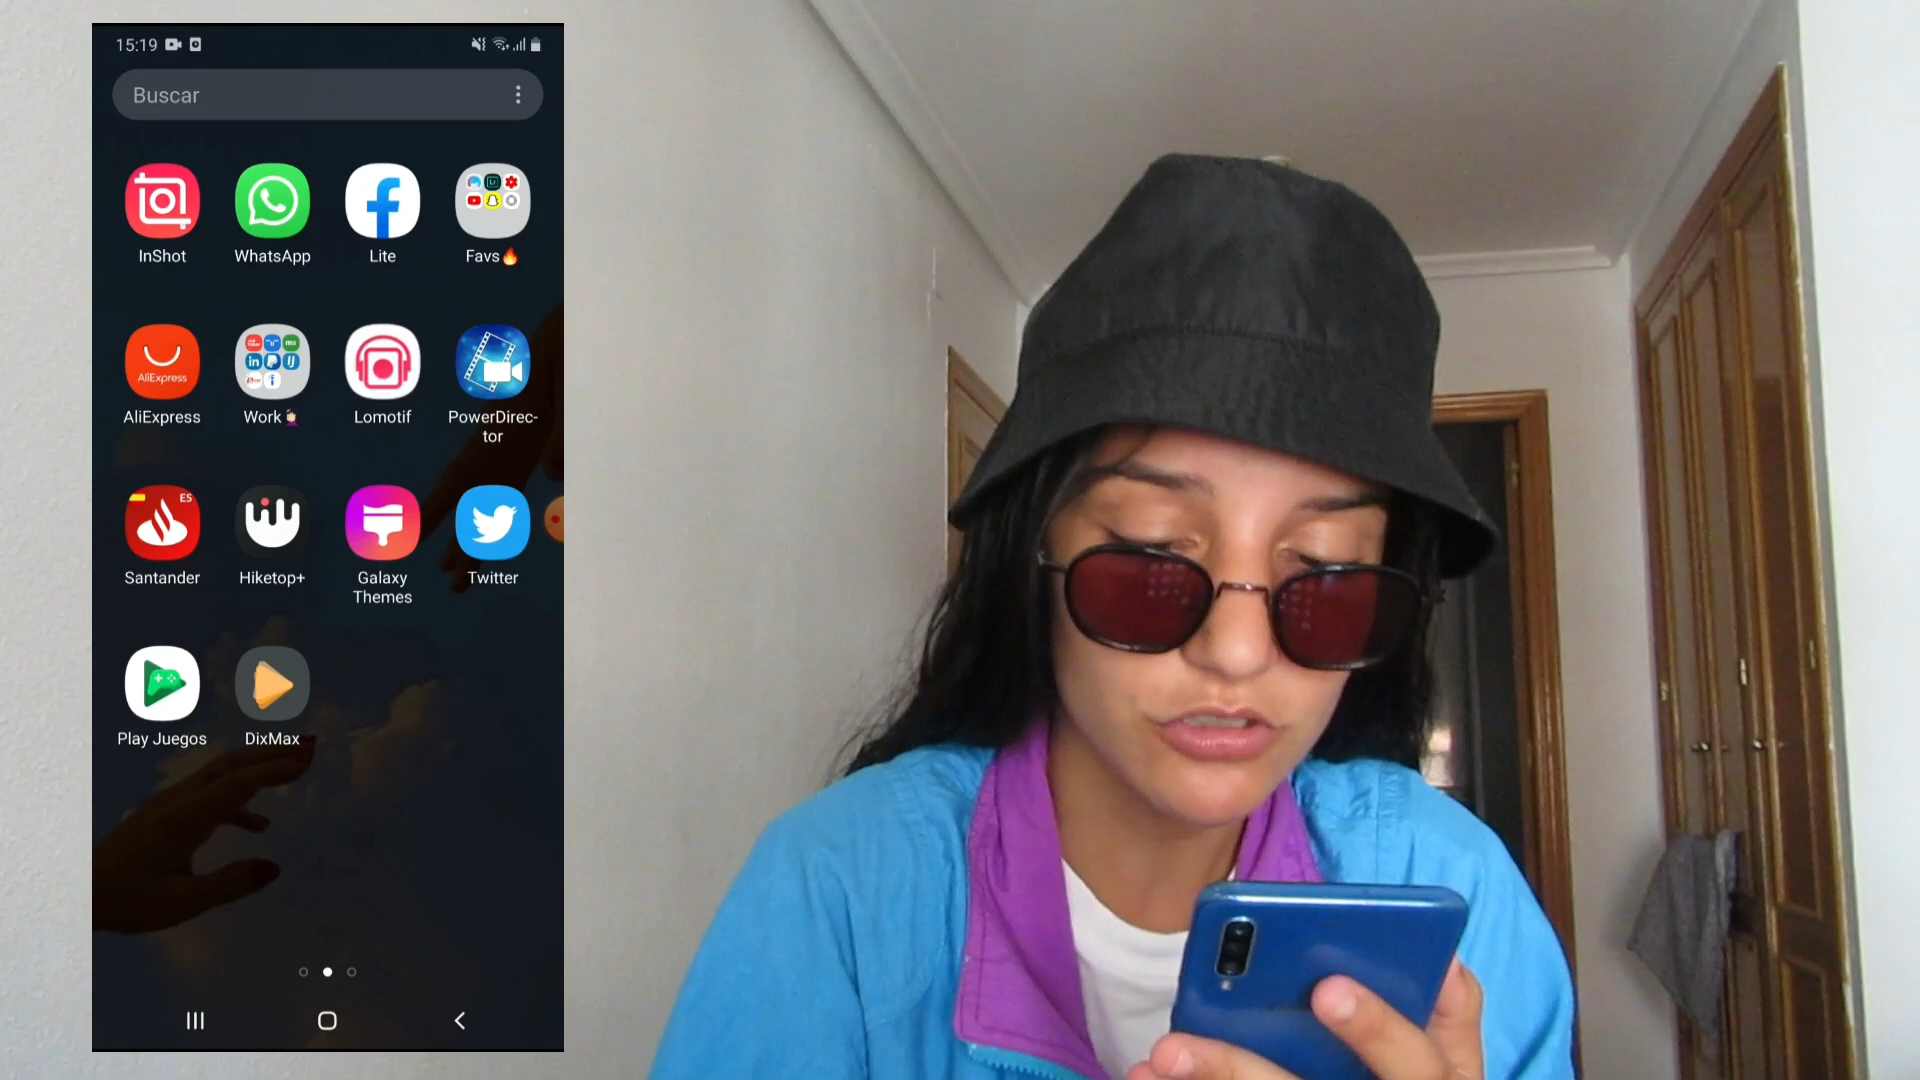 15:19
Buscar
InShot
WhatsApp
Lite
Favs🔥
AliExpress
AliExpress
Work
Lomotif
PowerDirec-
tor
ES
Santander
Hiketop+
Galaxy
Themes
Twitter
Play Juegos
DixMax